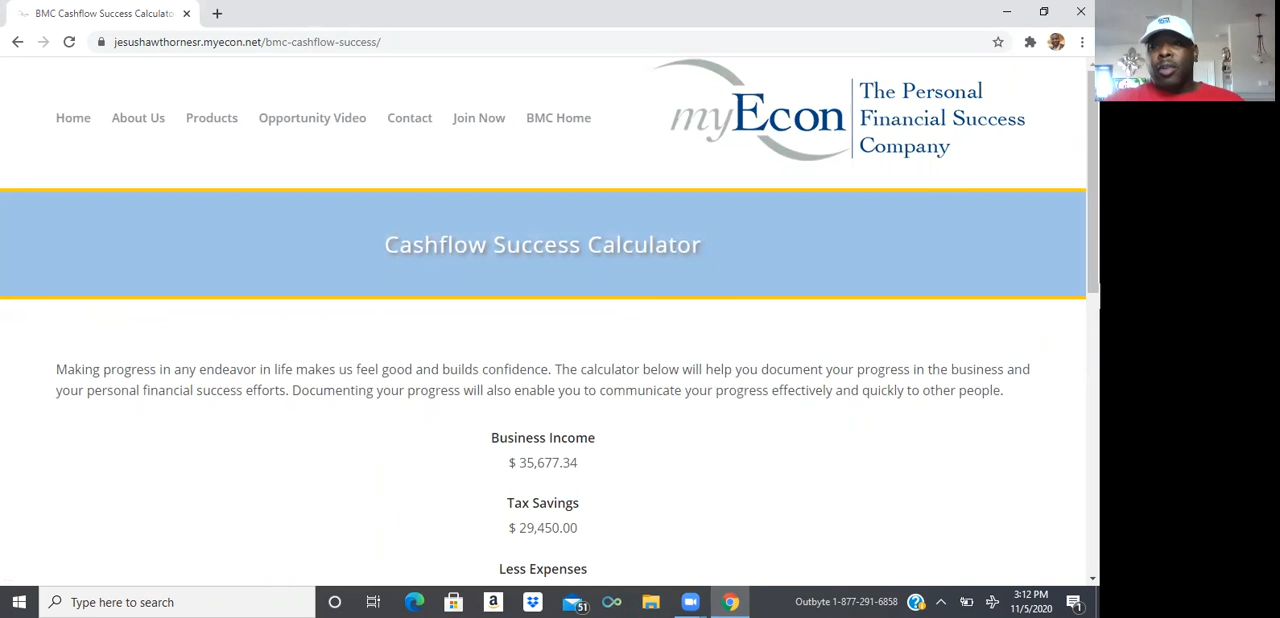 BMC Cashflow Success Calculato
jesushawthornesr.myecon.net/bmc-cashflow-success/
Home About Us Products Opportunity Video Contact Join Now BMC Home
myEcon
The Personal
Financial Success
Company
Cashflow Success Calculator
Making progress in any endeavor in life makes us feel good and builds confidence. The calculator below will help you document your progress in the business and
your personal financial success efforts. Documenting your progress will also enable you to communicate your progress effectively and quickly to other people.
Business Income
$ 35,677.34
Tax Savings
$ 29,450.00
Less Expenses
Type here to search
a
51
Outbyte 1-877-291-6858
?
3:12 PM
11/5/2020
1